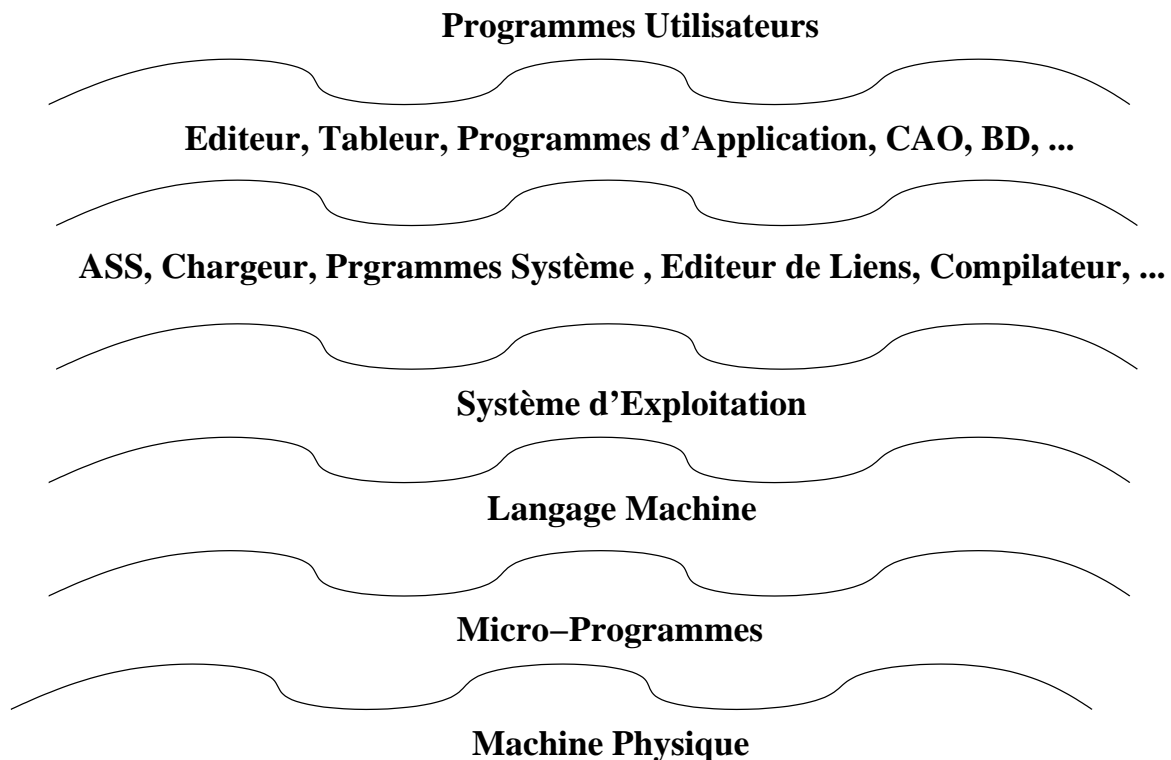 Programmes Utilisateurs
Editeur, Tableur, Programmes d’Application, CAO, BD, ...
ASS, Chargeur, Prgrammes Système , Editeur de Liens, Compilateur, ...
Système d’Exploitation
Langage Machine
Micro−Programmes
Machine Physique